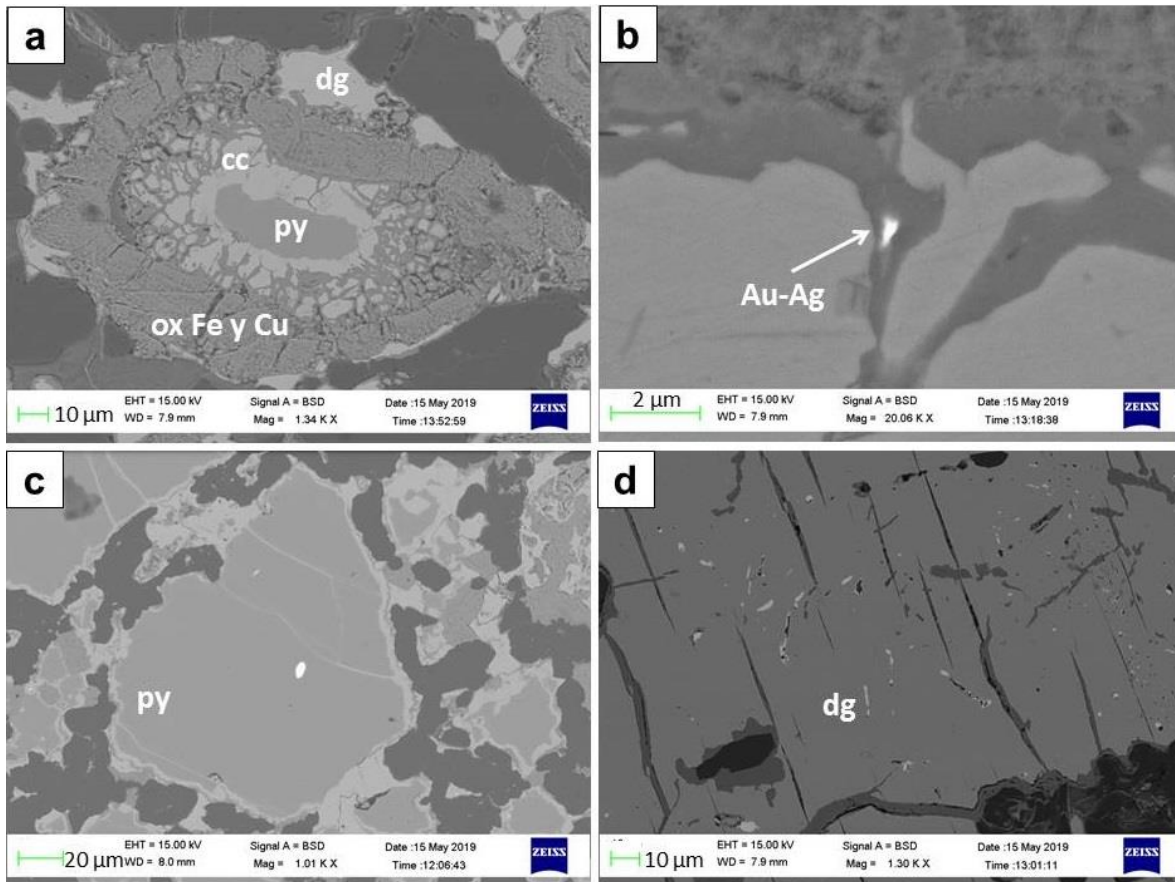 a
dg
cc
py
ox Fe y Cu
10 µm
EHT = 15.00 kV Signal A = BSD Date :15 May 2019
WD = 7.9 mm Mag = 1.34 K X Time :13:52:59
ZEISS
b
Au-Ag
2 µm
EHT = 15.00 kV Signal A = BSD Date :15 May 2019
WD = 7.9 mm Mag = 20.06 K X Time :13:18:38
ZEISS
c
py
20 µm
EHT = 15.00 kV Signal A = BSD Date :15 May 2019
WD = 8.0 mm Mag = 1.01 K X Time :12:06:43
ZEISS
d
dg
10 µm
EHT = 15.00 kV Signal A = BSD Date :15 May 2019
WD = 7.9 mm Mag = 1.30 K X Time :13:01:11
ZEISS